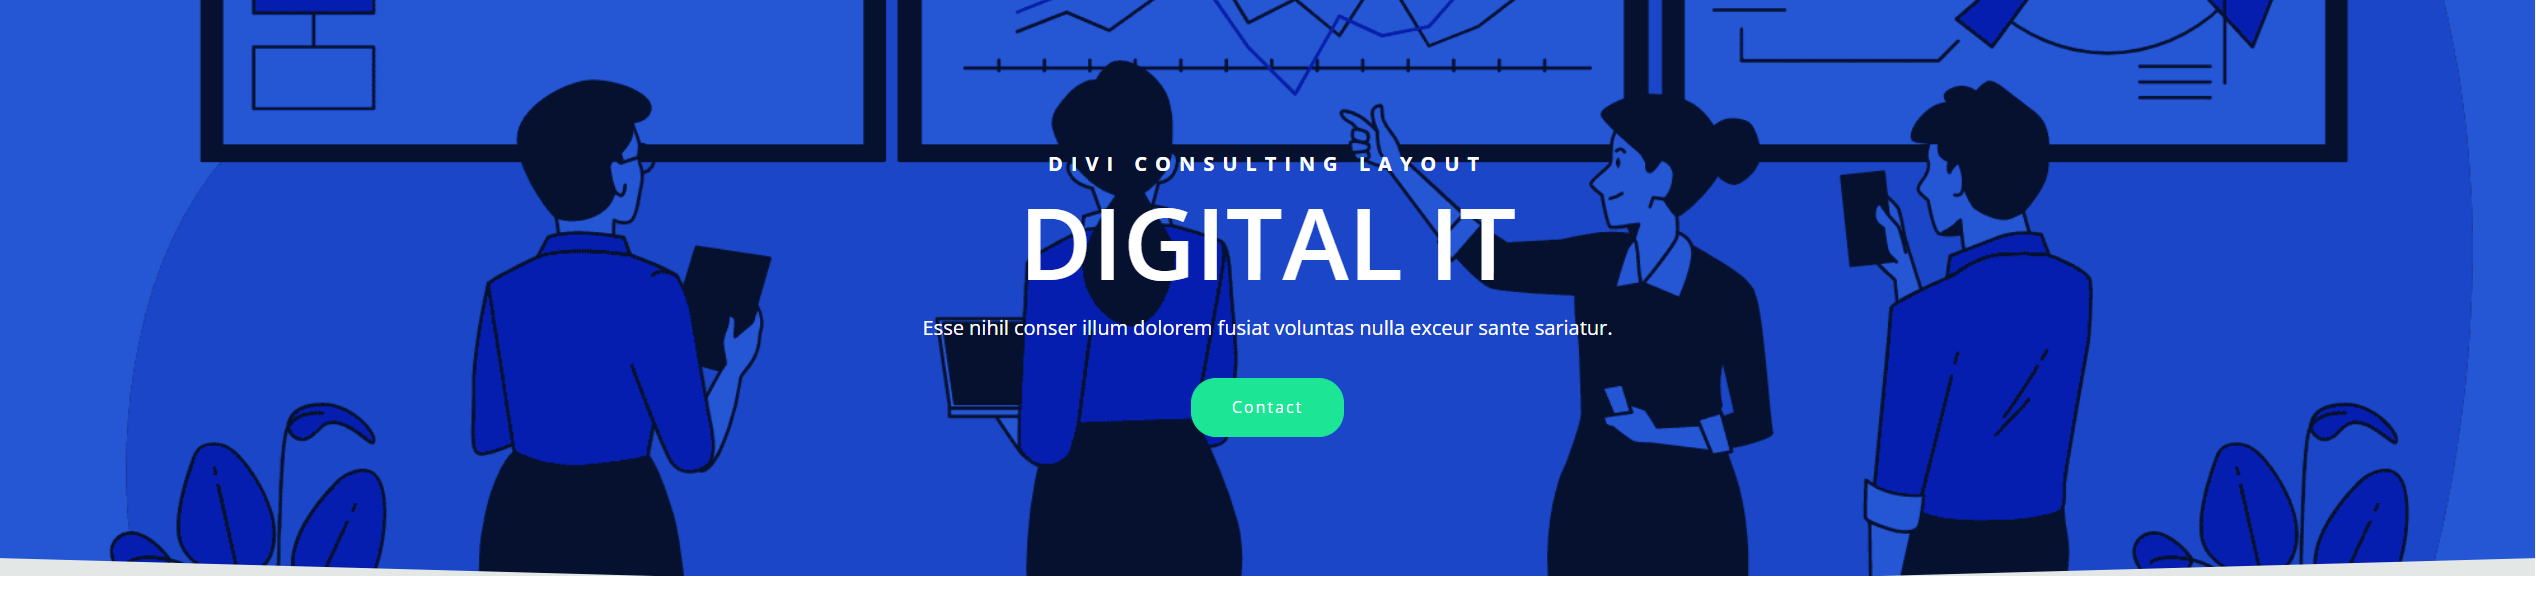 DIVI CONSULTING LAYOUT
DIGITAL IT
Esse nihil conser illum dolorem fusiat voluntas nulla exceur sante sariatur.
Contact